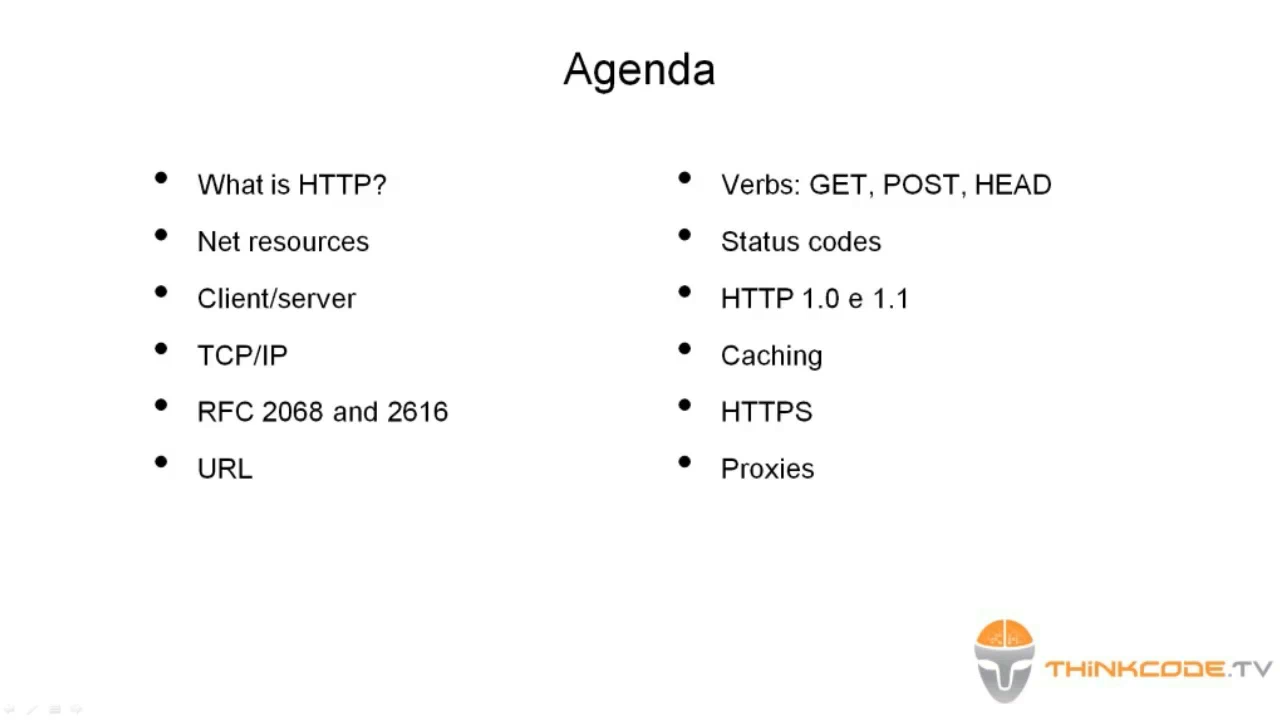 Agenda
What is HTTP?
Net resources
Client/server
TCP/IP
RFC 2068 and 2616
URL
Verbs: GET, POST, HEAD
Status codes
HTTP 1.0 e 1.1
Caching
HTTPS
Proxies
THiNKCODE.TV